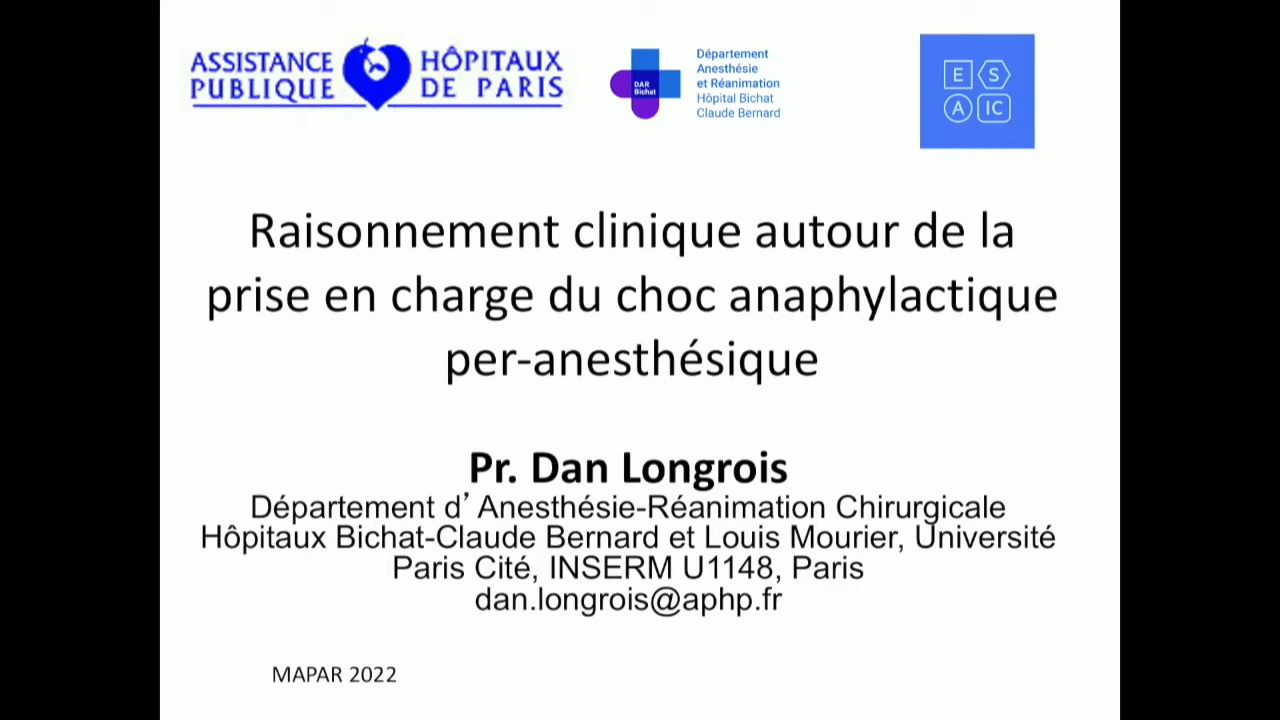 ASSISTANCE HÔPITAUX
PUBLIQUE DE PARIS
DAR
Bichat
Département
Anesthésie
et Réanimation
Hôpital Bichat
Claude Bernard
E S
A IC
Raisonnement clinique autour de la
prise en charge du choc anaphylactique
per-anesthésique
Pr. Dan Longrois
Département d’ Anesthésie-Réanimation Chirurgicale
Hôpitaux Bichat-Claude Bernard et Louis Mourier, Université
Paris Cité, INSERM U1148, Paris
dan.longrois@aphp.fr
MAPAR 2022